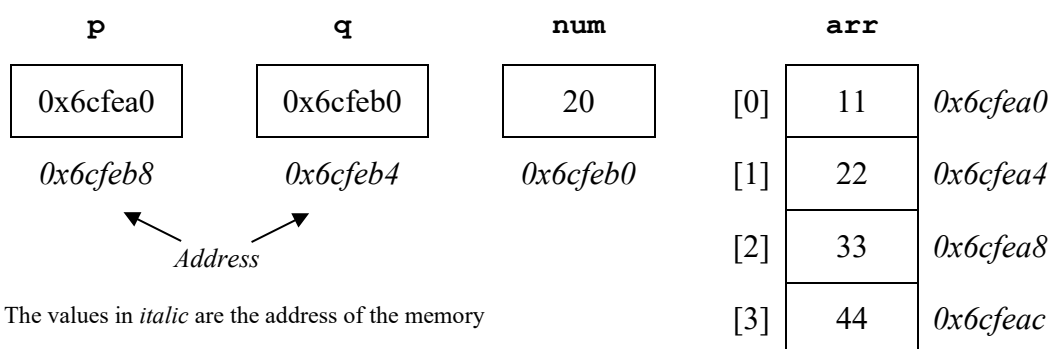 p q num arr
0x6cfea0 0x6cfeb0 20 [0] 11 0x6cfea0
0x6cfeb8 0x6cfeb4 0x6cfeb0 [1] 22 0x6cfea4
Address [2] 33 0x6cfea8
The values in italic are the address of the memory [3] 44 0x6cfeac